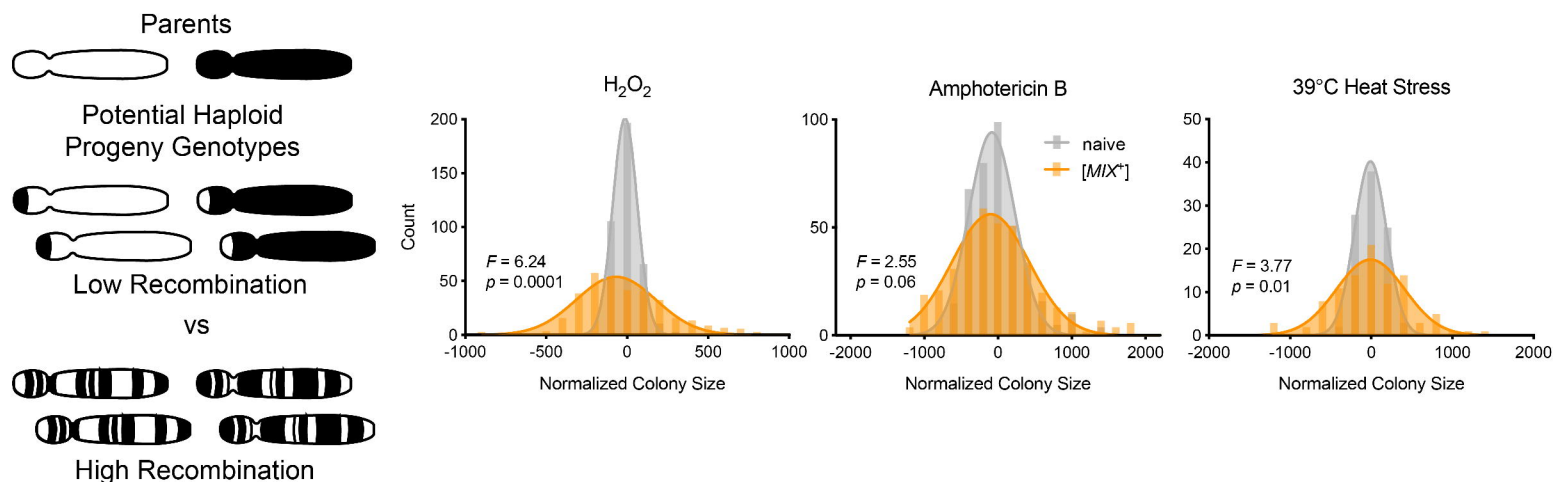 Parents
Potential Haploid
Progeny Genotypes
Low Recombination
vs
High Recombination
H₂O₂
200
150
100
50
0
Count
F = 6.24
p = 0.0001
-1000
-500
0
500
1000
Normalized Colony Size
Amphotericin B
100
50
0
naive
[MIX⁺]
F = 2.55
p = 0.06
-2000
-1000
0
1000
2000
Normalized Colony Size
39°C Heat Stress
50
40
30
20
10
0
F = 3.77
p = 0.01
-2000
-1000
0
1000
2000
Normalized Colony Size